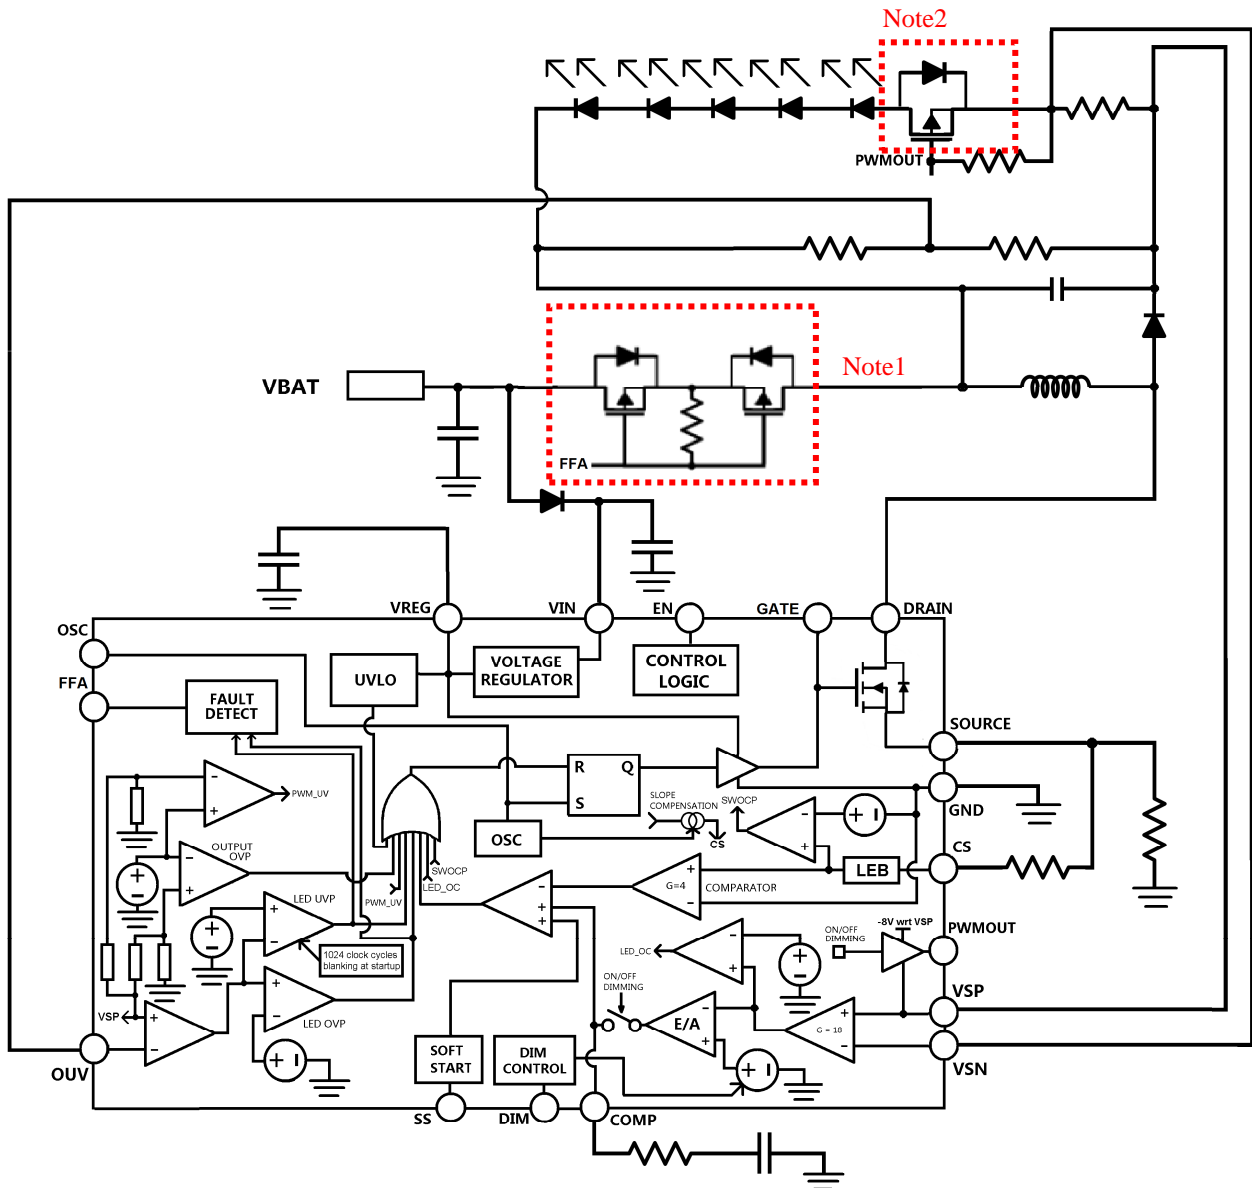 Note2
PWMOUT
Note1
VBAT
FFA
VREG
VIN
EN
GATE
DRAIN
OSC
FFA
FAULT
DETECT
UVLO
VOLTAGE
REGULATOR
CONTROL
LOGIC
SOURCE
R
Q
S
PWM_UV
OUTPUT
OVP
OSC
SLOPE
COMPENSATION
CS
SWOCP
GND
CS
LEB
G=4
COMPARATOR
SWOCP
LED_OC
PWM_UV
LED UVP
1024 clock cycles
blanking at startup
LED OVP
VSP
OUV
LED_OC
ON/OFF
DIMMING
-8V wrt VSP
PWMOUT
ON/OFF
DIMMING
E/A
G = 10
VSP
VSN
SOFT
START
DIM
CONTROL
SS
DIM
COMP